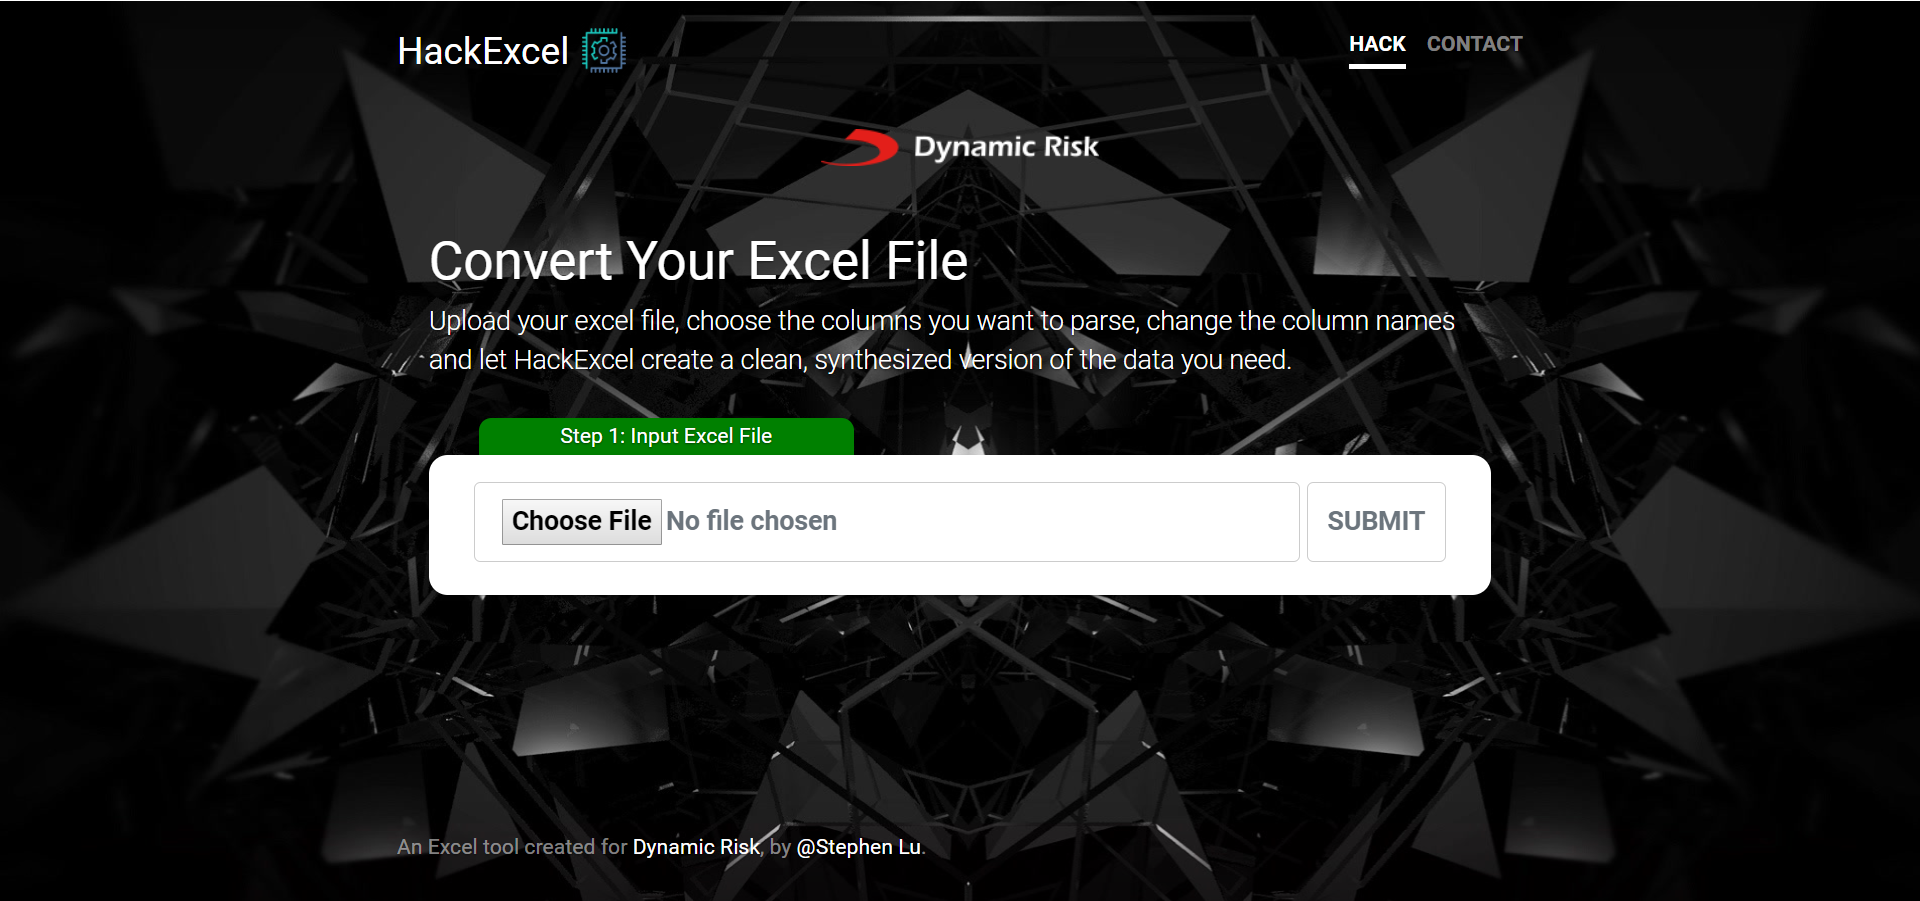 HackExcel
HACK CONTACT
Dynamic Risk
Convert Your Excel File
Upload your excel file, choose the columns you want to parse, change the column names
and let HackExcel create a clean, synthesized version of the data you need.
Step 1: Input Excel File
Choose File No file chosen
SUBMIT
An Excel tool created for Dynamic Risk, by @Stephen Lu.